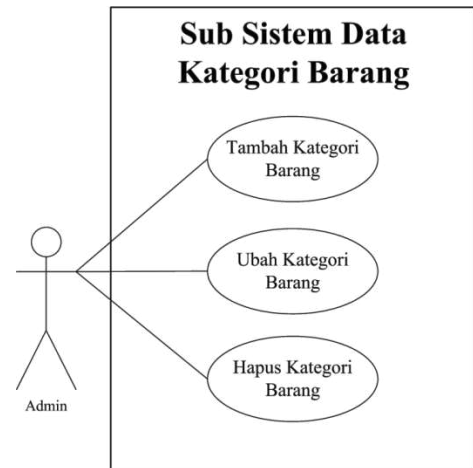 Sub Sistem Data
Kategori Barang
Tambah Kategori
Barang
Ubah Kategori
Barang
Hapus Kategori
Barang
Admin